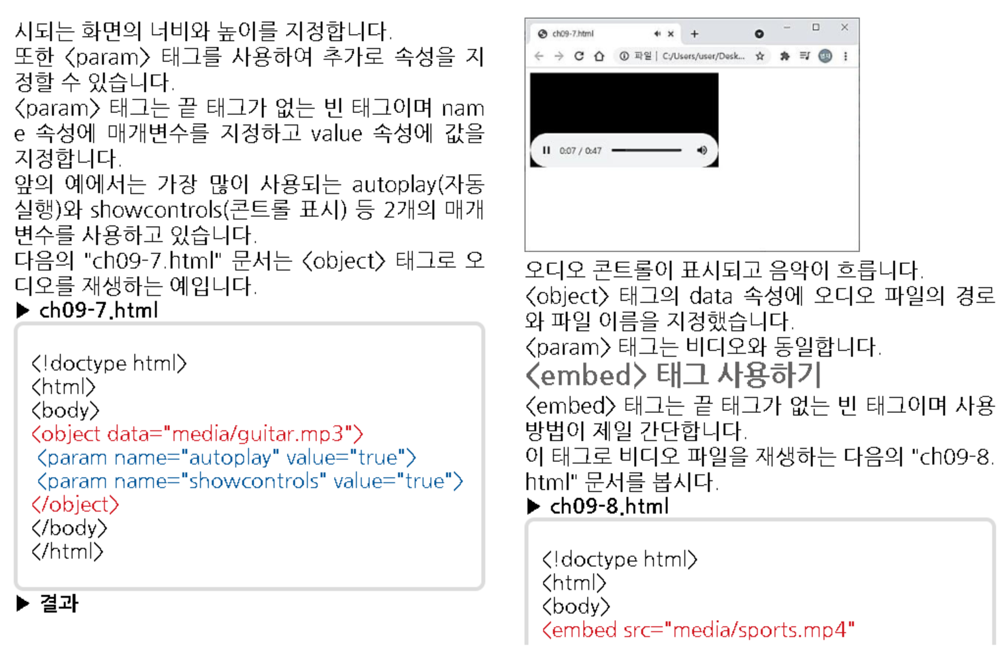 시되는 화면의 너비와 높이를 지정합니다.
또한 〈param〉 태그를 사용하여 추가로 속성을 지
정할 수 있습니다.
〈param〉 태그는 끝 태그가 없는 빈 태그이며 nam
e 속성에 매개변수를 지정하고 value 속성에 값을
지정합니다.
앞의 예에서는 가장 많이 사용되는 autoplay(자동
실행)와 showcontrols(콘트롤 표시) 등 2개의 매개
변수를 사용하고 있습니다.
다음의 "ch09-7.html" 문서는 〈object〉 태그로 오
디오를 재생하는 예입니다.
▶ ch09-7.html
〈!doctype html〉
〈html〉
〈body〉
〈object data="media/guitar.mp3"〉
〈param name="autoplay" value="true"〉
〈param name="showcontrols" value="true"〉
〈/object〉
〈/body〉
〈/html〉
▶ 결과
ch09-7.html
파일 | C:/Users/user/Desk...
0:07 / 0:47
오디오 콘트롤이 표시되고 음악이 흐릅니다.
〈object〉 태그의 data 속성에 오디오 파일의 경로
와 파일 이름을 지정했습니다.
〈param〉 태그는 비디오와 동일합니다.
〈embed〉 태그 사용하기
〈embed〉 태그는 끝 태그가 없는 빈 태그이며 사용
방법이 제일 간단합니다.
이 태그로 비디오 파일을 재생하는 다음의 "ch09-8.
html" 문서를 봅시다.
▶ ch09-8.html
〈!doctype html〉
〈html〉
〈body〉
〈embed src="media/sports.mp4"